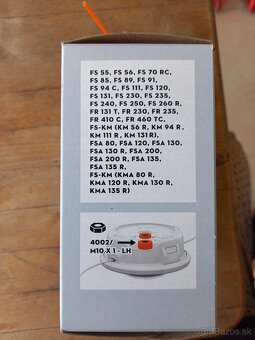 FS 55, FS 56, FS 70 RC,
FS 85, FS 89, FS 91,
FS 94 C, FS 111, FS 120,
FS 131, FS 230, FS 235,
FS 240, FS 250, FS 260 R,
FR 131 T, FR 230, FR 235,
FR 410 C, FR 460 TC,
FS-KM (KM 56 R, KM 94 R,
KM 111 R, KM 131 R),
FSA 80, FSA 120, FSA 130,
FSA 130 R, FSA 200,
FSA 200 R, FSA 135,
FSA 135 R,
FS-KM (KMA 80 R,
KMA 120 R, KMA 130 R,
KMA 135 R)
4002/
M10 X 1 - LH
bazos.sk